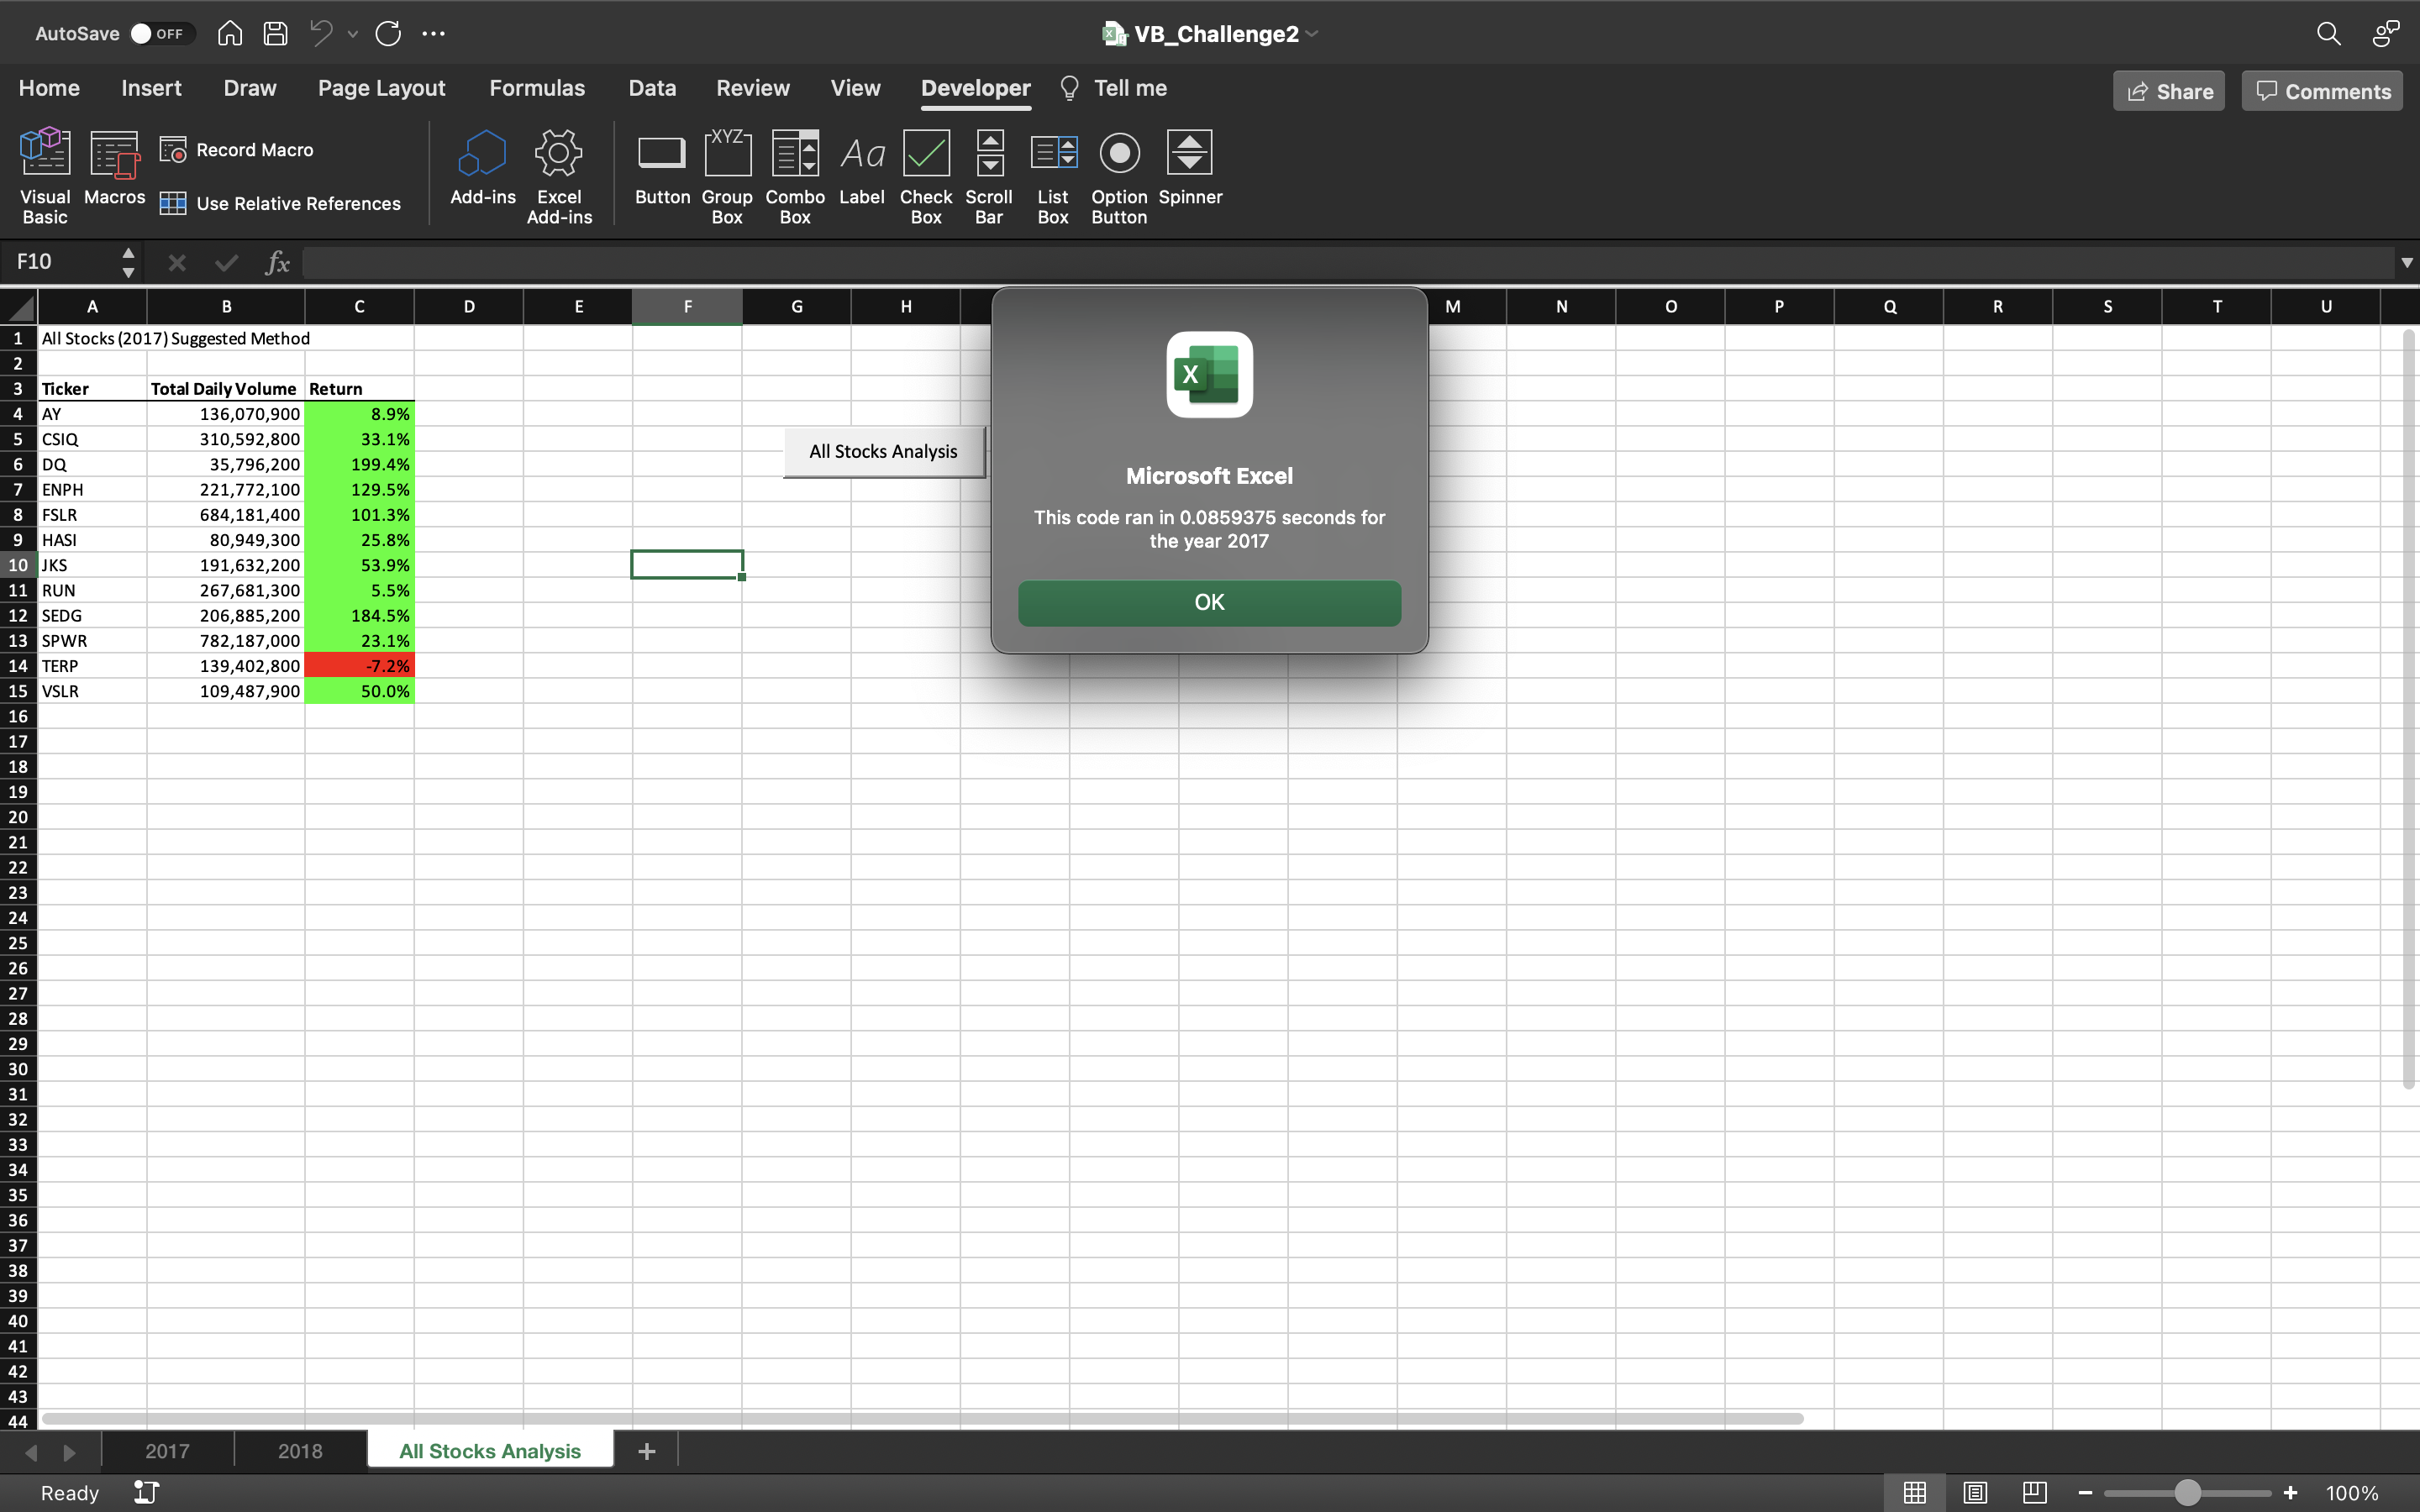 AutoSave OFF VB_Challenge2
Home Insert Draw Page Layout Formulas Data Review View Developer Tell me Share Comments
Visual Basic Macros Record Macro Use Relative References Add-ins Excel Add-ins Button Group Box Combo Box Label Check Box Scroll Bar List Box Option Button Spinner
XYZ Aa
F10 fx
A B C D E F G H M N O P Q R S T U
1 All Stocks (2017) Suggested Method
2
3 Ticker Total Daily Volume Return
4 AY 136,070,900 8.9%
5 CSIQ 310,592,800 33.1%
6 DQ 35,796,200 199.4%
7 ENPH 221,772,100 129.5%
8 FSLR 684,181,400 101.3%
9 HASI 80,949,300 25.8%
10 JKS 191,632,200 53.9%
11 RUN 267,681,300 5.5%
12 SEDG 206,885,200 184.5%
13 SPWR 782,187,000 23.1%
14 TERP 139,402,800 -7.2%
15 VSLR 109,487,900 50.0%
16
17
18
19
20
21
22
23
24
25
26
27
28
29
30
31
32
33
34
35
36
37
38
39
40
41
42
43
44
All Stocks Analysis
X
Microsoft Excel
This code ran in 0.0859375 seconds for
the year 2017
OK
2017 2018 All Stocks Analysis +
Ready 100%